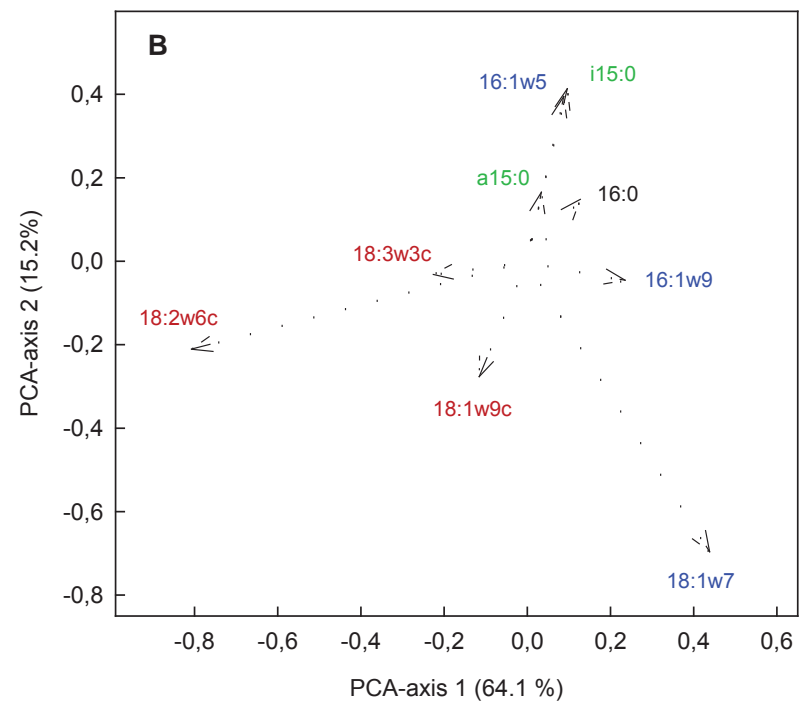 B
16:1w5
i15:0
0,4
a15:0
0,2
16:0
18:3w3c
0,0
16:1w9
18:2w6c
-0,2
18:1w9c
-0,4
-0,6
18:1w7
-0,8
PCA-axis 2 (15.2%)
-0,8 -0,6 -0,4 -0,2 0,0 0,2 0,4 0,6
PCA-axis 1 (64.1 %)